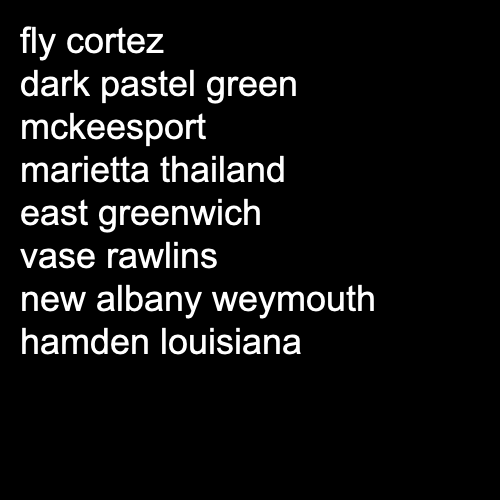 fly cortez
dark pastel green
mckeesport
marietta thailand
east greenwich
vase rawlins
new albany weymouth
hamden louisiana